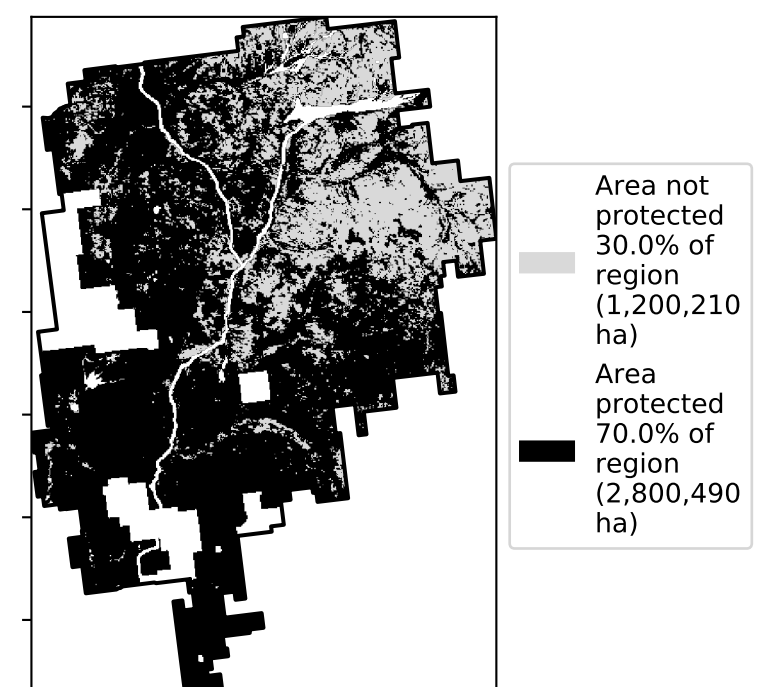 Area not
protected
30.0% of
region
(1,200,210
ha)
Area
protected
70.0% of
region
(2,800,490
ha)